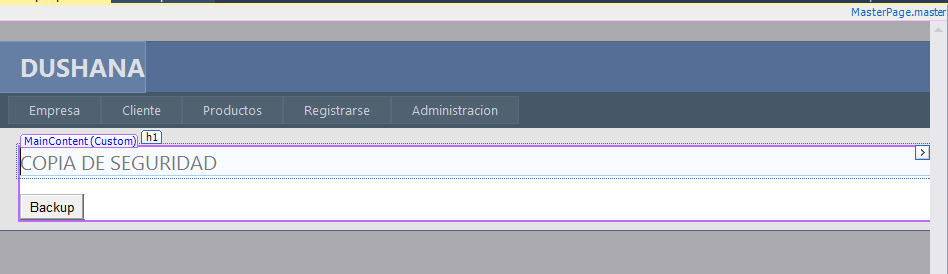 MasterPage.master
DUSHANA
Empresa Cliente Productos Registrarse Administracion
MainContent (Custom) h1
COPIA DE SEGURIDAD
Backup